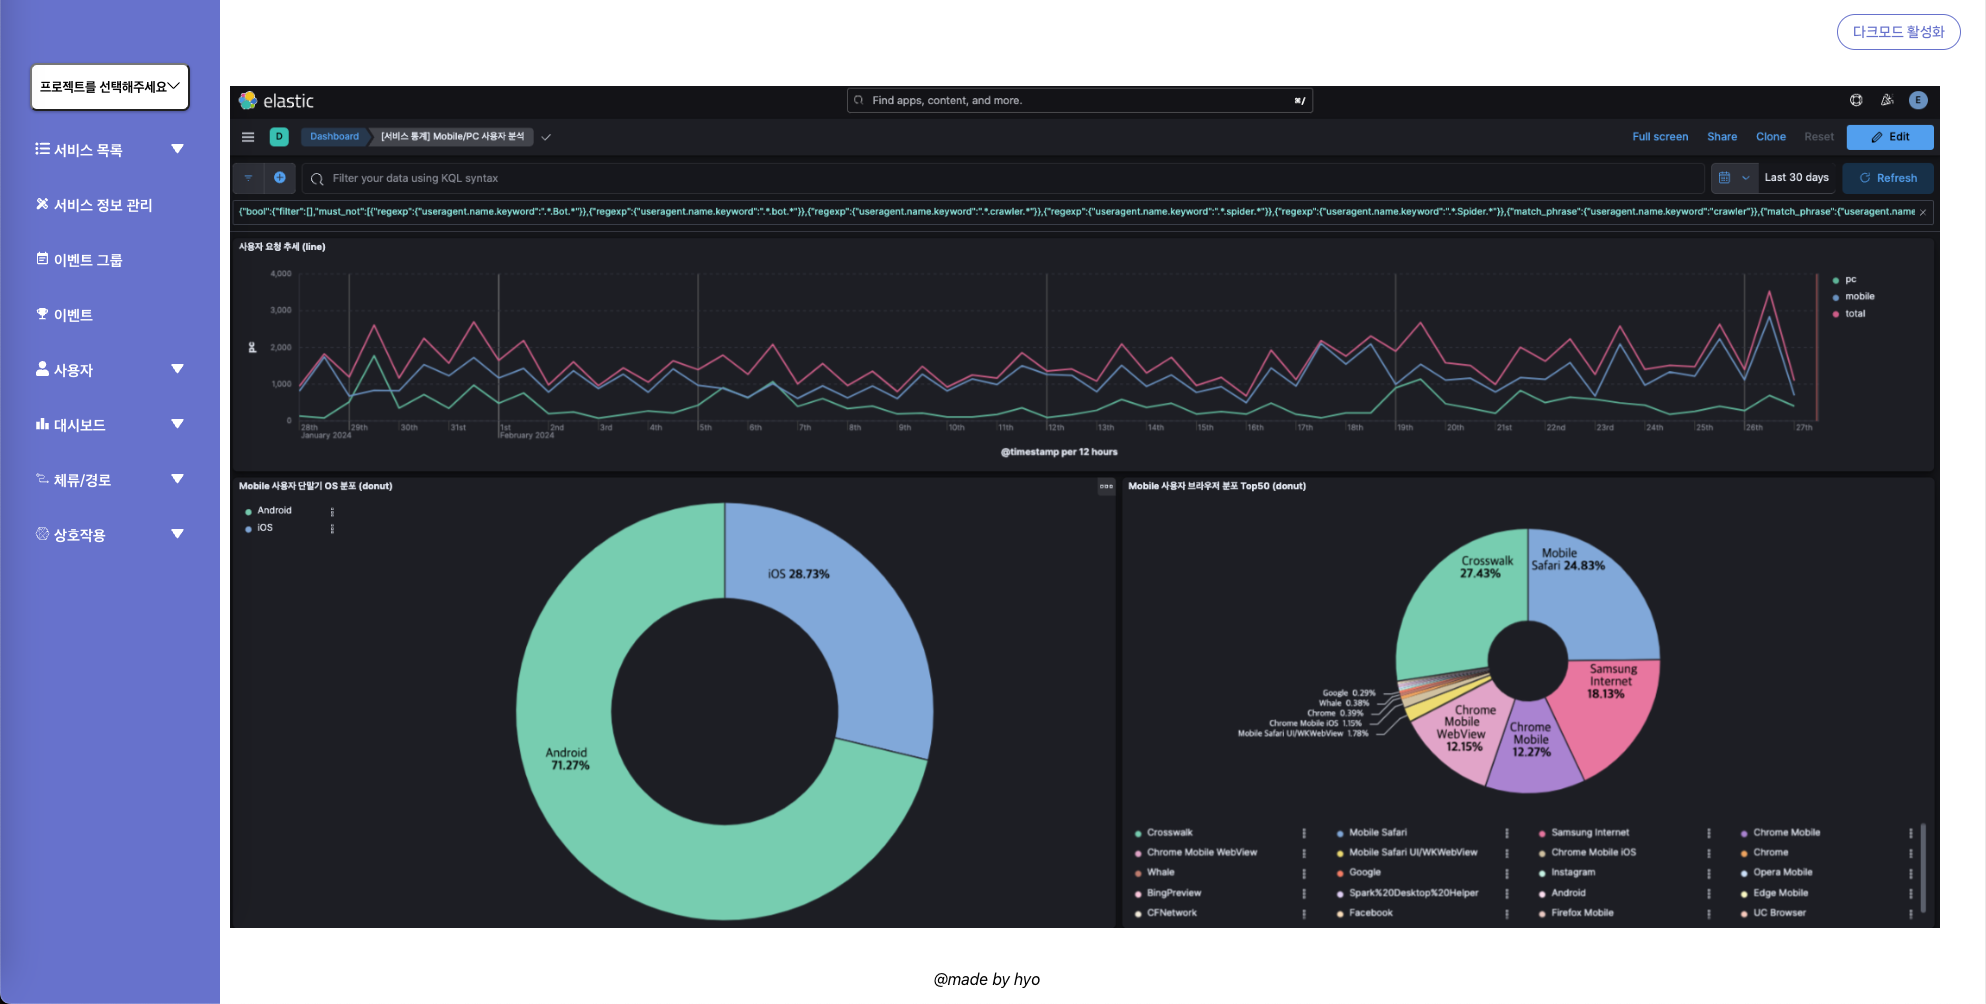 다크모드 활성화
프로젝트를 선택해주세요
서비스 목록
서비스 정보 관리
이벤트 그룹
이벤트
사용자
대시보드
체류/경로
상호작용
elastic
Find apps, content, and more.
⌘/
E
D
Dashboard
[서비스 통계] Mobile/PC 사용자 분석
Full screen
Share
Clone
Reset
Edit
Filter your data using KQL syntax
Last 30 days
Refresh
{"bool":{"filter":[],"must_not":[{"regexp":{"useragent.name.keyword":".*.Bot.*"}},{"regexp":{"useragent.name.keyword":".*.bot.*"}},{"regexp":{"useragent.name.keyword":".*.crawler.*"}},{"regexp":{"useragent.name.keyword":".*.spider.*"}},{"regexp":{"useragent.name.keyword":".*.Spider.*"}},{"match_phrase":{"useragent.name.keyword":"crawler"}},{"match_phrase":{"useragent.name
사용자 요청 추세 (line)
4,000
3,000
2,000
1,000
0
pc
28th
29th
30th
31st
1st
2nd
3rd
4th
5th
6th
7th
8th
9th
10th
11th
12th
13th
14th
15th
16th
17th
18th
19th
20th
21st
22nd
23rd
24th
25th
26th
27th
January 2024
February 2024
@timestamp per 12 hours
pc
mobile
total
Mobile 사용자 단말기 OS 분포 (donut)
Android
iOS
iOS 28.73%
Android
71.27%
Mobile 사용자 브라우저 분포 Top50 (donut)
Crosswalk
27.43%
Mobile
Safari 24.83%
Samsung
Internet
18.13%
Chrome
Mobile
12.27%
Chrome
Mobile
WebView
12.15%
Google 0.29%
Whale 0.38%
Chrome 0.39%
Chrome Mobile iOS 1.15%
Mobile Safari UI/WKWebView 1.78%
Crosswalk
Mobile Safari
Samsung Internet
Chrome Mobile
Chrome Mobile WebView
Mobile Safari UI/WKWebView
Chrome Mobile iOS
Chrome
Whale
Google
Instagram
Opera Mobile
BingPreview
Spark%20Desktop%20Helper
Android
Edge Mobile
CFNetwork
Facebook
Firefox Mobile
UC Browser
@made by hyo